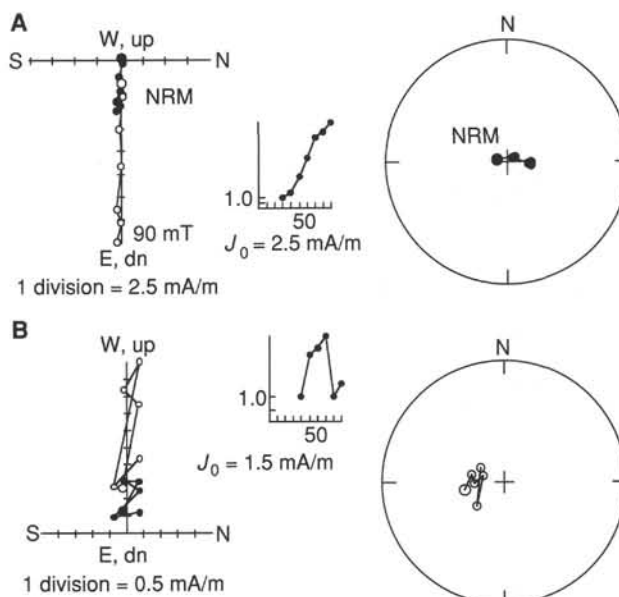 A
W, up
S N
NRM
90 mT
E, dn
1 division = 2.5 mA/m
1.0
50
J0 = 2.5 mA/m
N
NRM
B
W, up
S N
E, dn
1 division = 0.5 mA/m
1.0
50
J0 = 1.5 mA/m
N